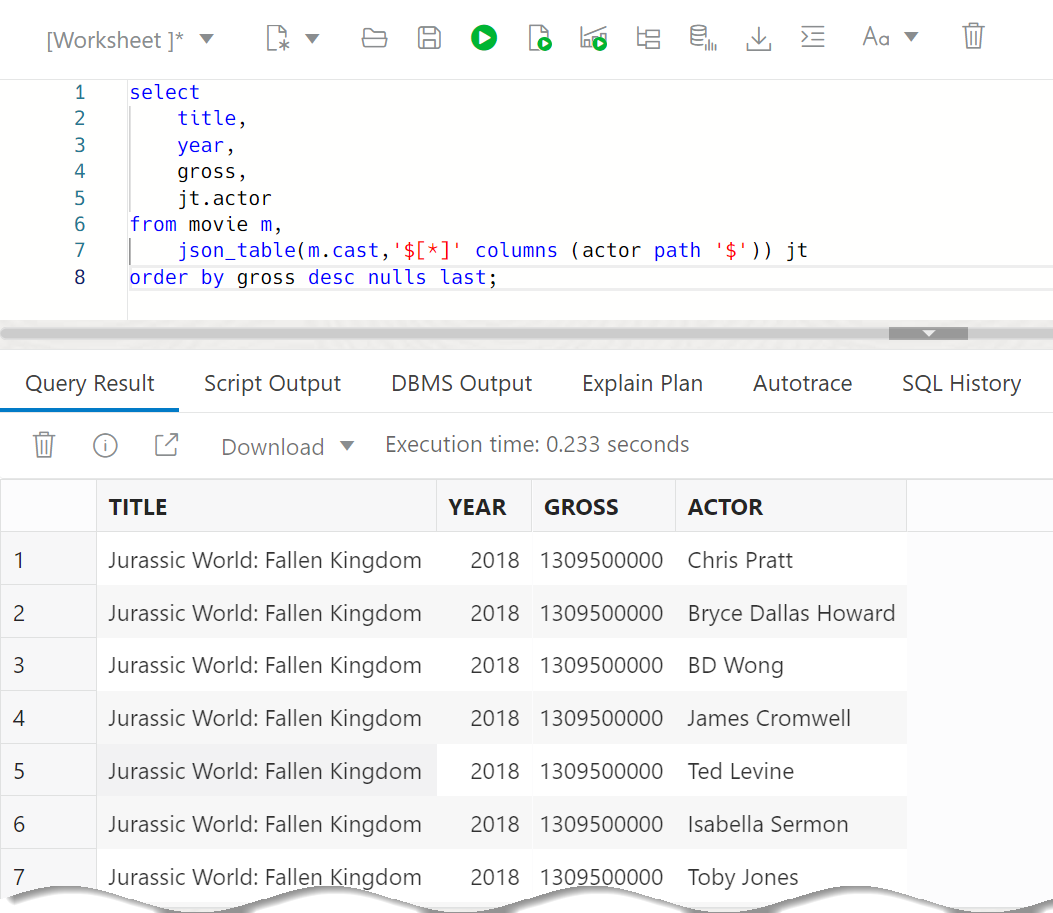 [Worksheet ]*
Aa
1 select
2 title,
3 year,
4 gross,
5 jt.actor
6 from movie m,
7 json_table(m.cast,'$[*]' columns (actor path '$')) jt
8 order by gross desc nulls last;
Query Result Script Output DBMS Output Explain Plan Autotrace SQL History
Download Execution time: 0.233 seconds
TITLE YEAR GROSS ACTOR
1 Jurassic World: Fallen Kingdom 2018 1309500000 Chris Pratt
2 Jurassic World: Fallen Kingdom 2018 1309500000 Bryce Dallas Howard
3 Jurassic World: Fallen Kingdom 2018 1309500000 BD Wong
4 Jurassic World: Fallen Kingdom 2018 1309500000 James Cromwell
5 Jurassic World: Fallen Kingdom 2018 1309500000 Ted Levine
6 Jurassic World: Fallen Kingdom 2018 1309500000 Isabella Sermon
7 Jurassic World: Fallen Kingdom 2018 1309500000 Toby Jones